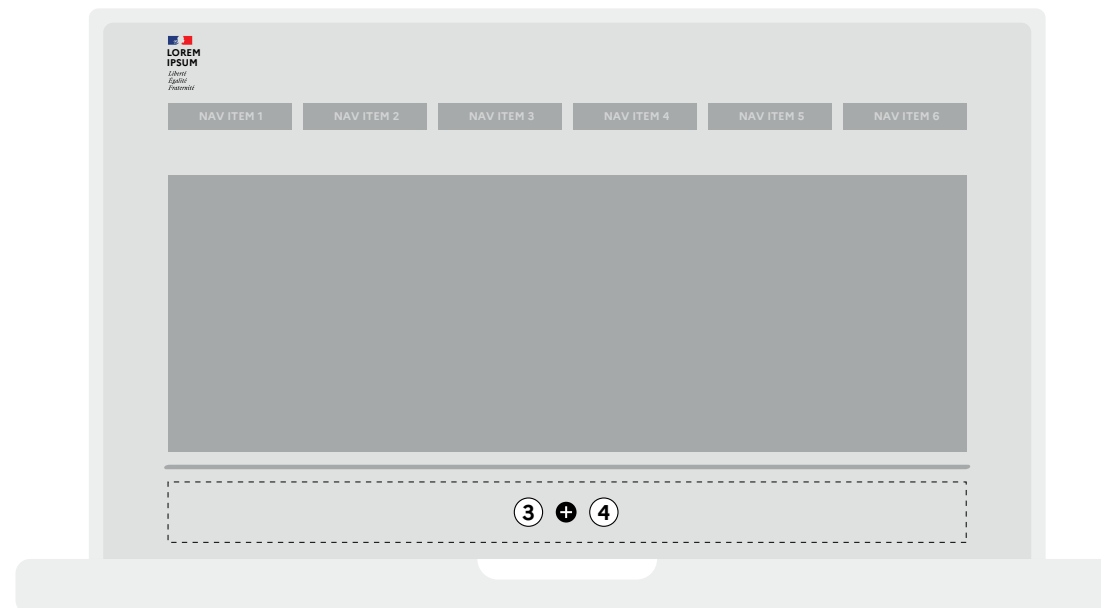 LOREM
IPSUM
Liberté
Égalité
Fraternité
NAV ITEM 1 NAV ITEM 2 NAV ITEM 3 NAV ITEM 4 NAV ITEM 5 NAV ITEM 6
3 + 4